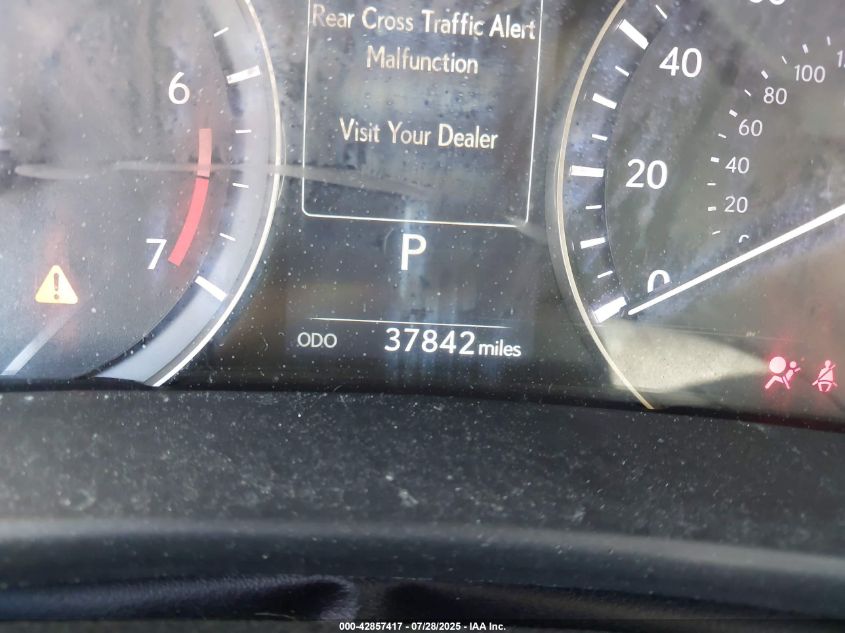 Rear Cross Traffic Alert
Malfunction
Visit Your Dealer
6
7
P
ODO 37842 miles
40
20
0
100
80
60
40
20
000-42857417 - 07/28/2025 - IAA Inc.